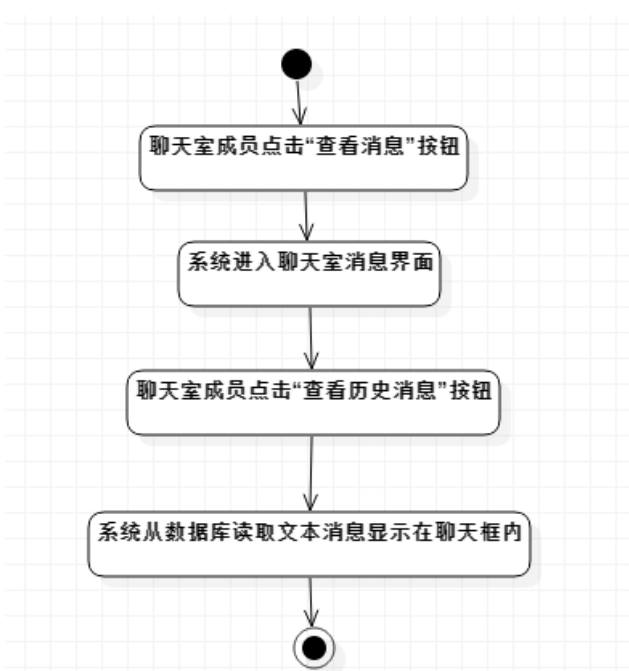 聊天室成员点击“查看消息”按钮
系统进入聊天室消息界面
聊天室成员点击“查看历史消息”按钮
系统从数据库读取文本消息显示在聊天框内